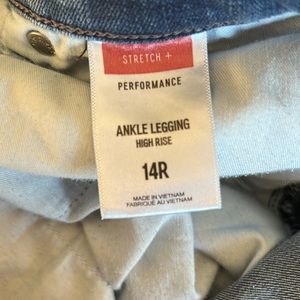 STRETCH +
PERFORMANCE
ANKLE LEGGING
HIGH RISE
14R
MADE IN VIETNAM
FABRIQUÉ AU VIETNAM